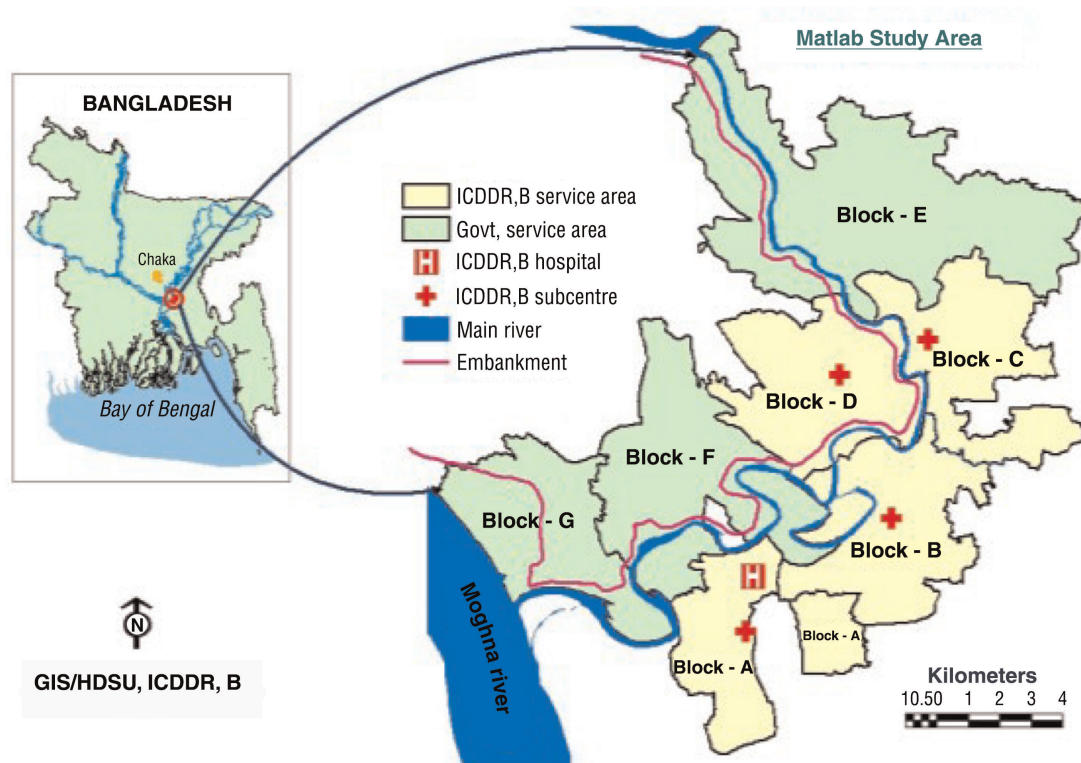 Matlab Study Area
BANGLADESH
Chaka
Bay of Bengal
ICDDR,B service area
Govt, service area
H ICDDR,B hospital
ICDDR,B subcentre
Main river
Embankment
Block - E
Block - C
Block - D
Block - F
Block - G
Block - B
H
Block - A
Block - A
Moghna river
N
GIS/HDSU, ICDDR, B
Kilometers
10.50 1 2 3 4